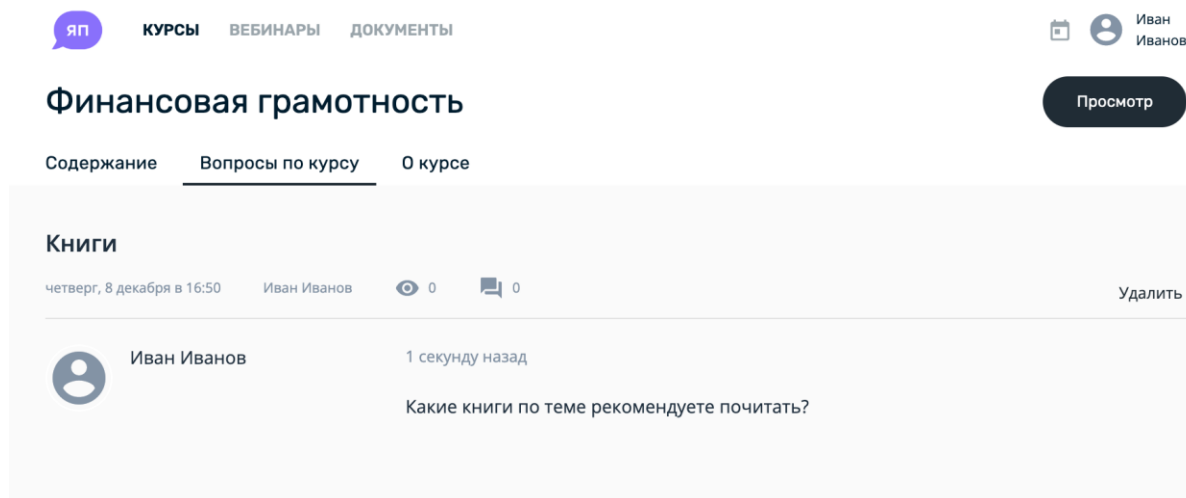 ЯП КУРСЫ ВЕБИНАРЫ ДОКУМЕНТЫ Иван
Иванов
Финансовая грамотность Просмотр
Содержание Вопросы по курсу О курсе
Книги
четверг, 8 декабря в 16:50 Иван Иванов 0 0
Удалить
Иван Иванов 1 секунду назад
Какие книги по теме рекомендуете почитать?